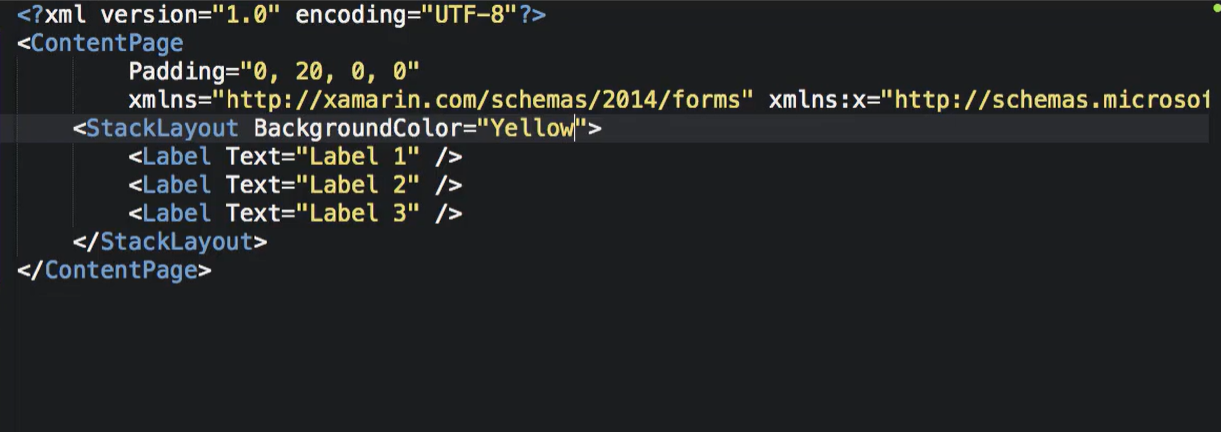 <?xml version="1.0" encoding="UTF-8"?>
<ContentPage
Padding="0, 20, 0, 0"
xmlns="http://xamarin.com/schemas/2014/forms" xmlns:x="http://schemas.microsof
<StackLayout BackgroundColor="Yellow">
<Label Text="Label 1" />
<Label Text="Label 2" />
<Label Text="Label 3" />
</StackLayout>
</ContentPage>